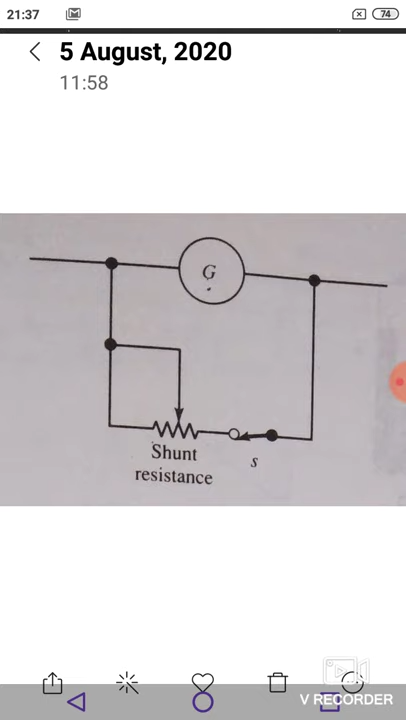 21:37
74
5 August, 2020
11:58
G
Shunt
resistance
s
V RECORDER